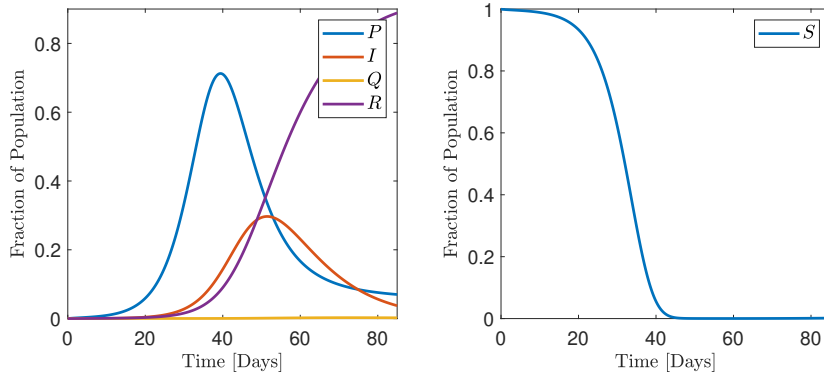 P
I
Q
R
0.8
0.6
0.4
0.2
0
0 20 40 60 80
Time [Days]
Fraction of Population
S
1
0.8
0.6
0.4
0.2
0
0 20 40 60 80
Time [Days]
Fraction of Population